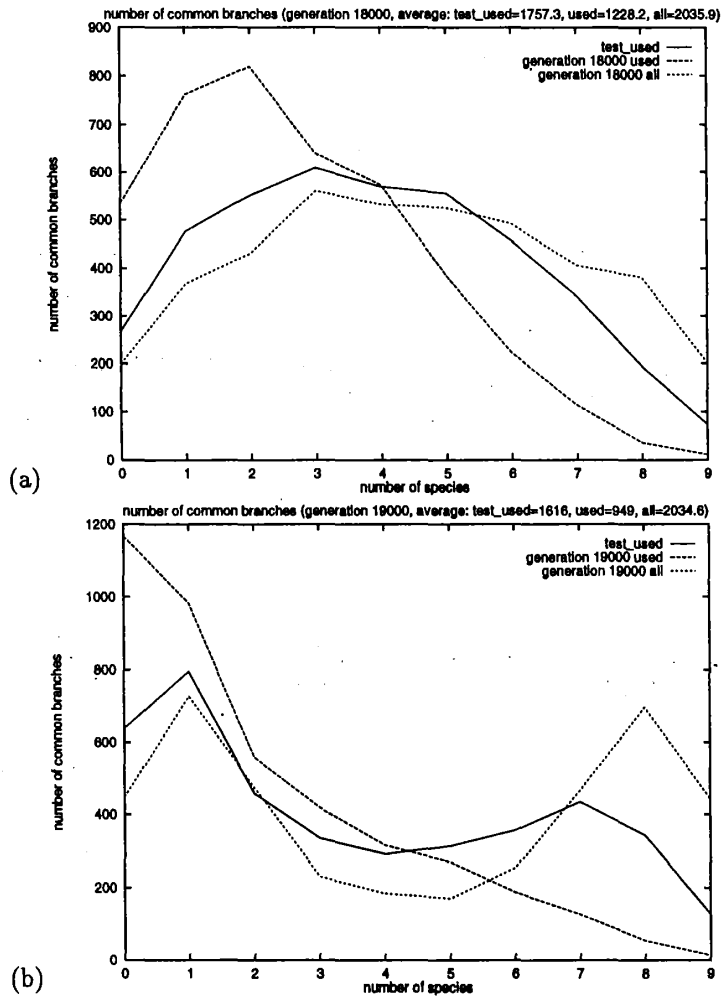 number of common branches (generation 18000, average: test_used=1757.3, used=1228.2, all=2035.9)
900
800
700
600
500
400
300
200
100
0
number of common branches
test_used
generation 18000 used
generation 18000 all
0 1 2 3 4 5 6 7 8 9
number of species
(a)
number of common branches (generation 19000, average: test_used=1616, used=949, all=2034.6)
1200
1000
800
600
400
200
0
number of common branches
test_used
generation 19000 used
generation 19000 all
0 1 2 3 4 5 6 7 8 9
number of species
(b)